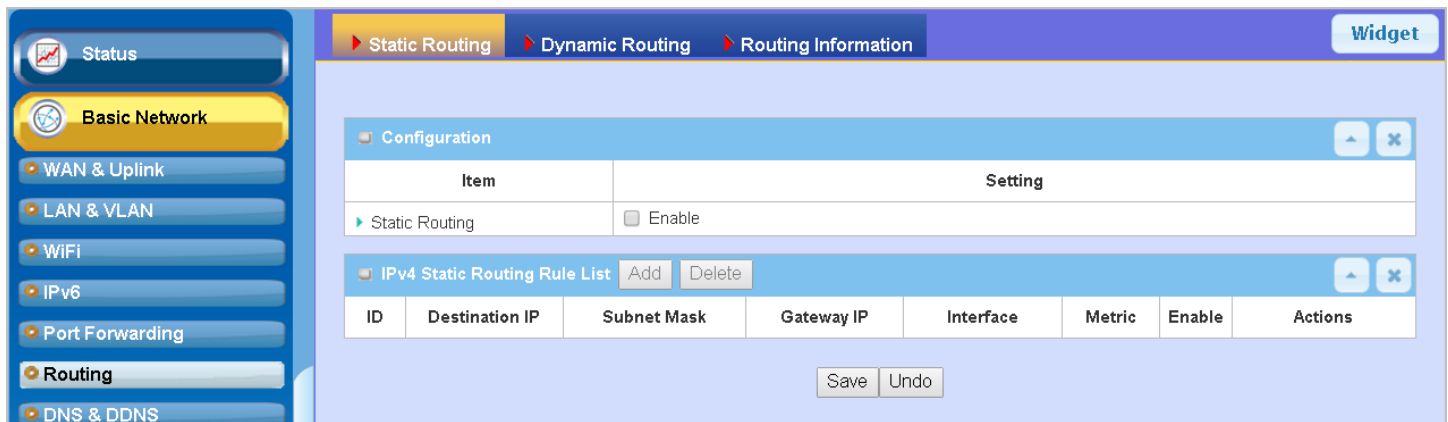 Status
Basic Network
WAN & Uplink
LAN & VLAN
WiFi
IPv6
Port Forwarding
Routing
DNS & DDNS
Static Routing Dynamic Routing Routing Information Widget
Configuration
Item Setting
Static Routing Enable
IPv4 Static Routing Rule List Add Delete
ID Destination IP Subnet Mask Gateway IP Interface Metric Enable Actions
Save Undo